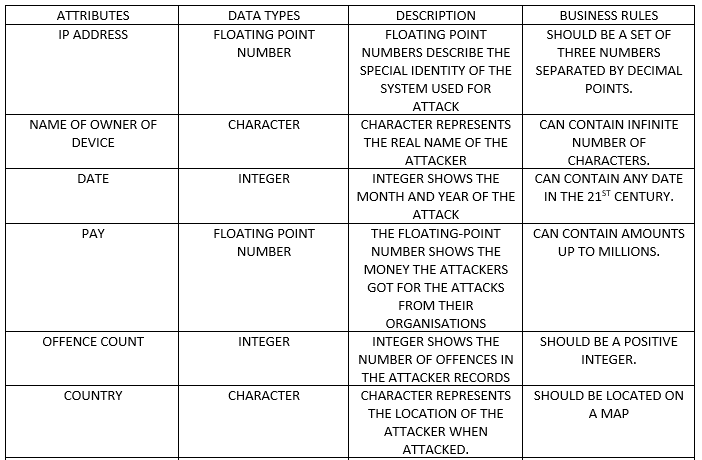 ATTRIBUTES DATA TYPES DESCRIPTION BUSINESS RULES
IP ADDRESS FLOATING POINT FLOATING POINT SHOULD BE A SET OF
NUMBER NUMBERS DESCRIBE THE THREE NUMBERS
SPECIAL IDENTITY OF THE SEPARATED BY DECIMAL
SYSTEM USED FOR POINTS.
ATTACK
NAME OF OWNER OF CHARACTER CHARACTER REPRESENTS CAN CONTAIN INFINITE
DEVICE THE REAL NAME OF THE NUMBER OF
ATTACKER CHARACTERS.
DATE INTEGER INTEGER SHOWS THE CAN CONTAIN ANY DATE
MONTH AND YEAR OF THE IN THE 21ST CENTURY.
ATTACK
PAY FLOATING POINT THE FLOATING-POINT CAN CONTAIN AMOUNTS
NUMBER NUMBER SHOWS THE UP TO MILLIONS.
MONEY THE ATTACKERS
GOT FOR THE ATTACKS
FROM THEIR
ORGANISATIONS
OFFENCE COUNT INTEGER INTEGER SHOWS THE SHOULD BE A POSITIVE
NUMBER OF OFFENCES IN INTEGER.
THE ATTACKER RECORDS
COUNTRY CHARACTER CHARACTER REPRESENTS SHOULD BE LOCATED ON
THE LOCATION OF THE A MAP
ATTACKER WHEN
ATTACKED.